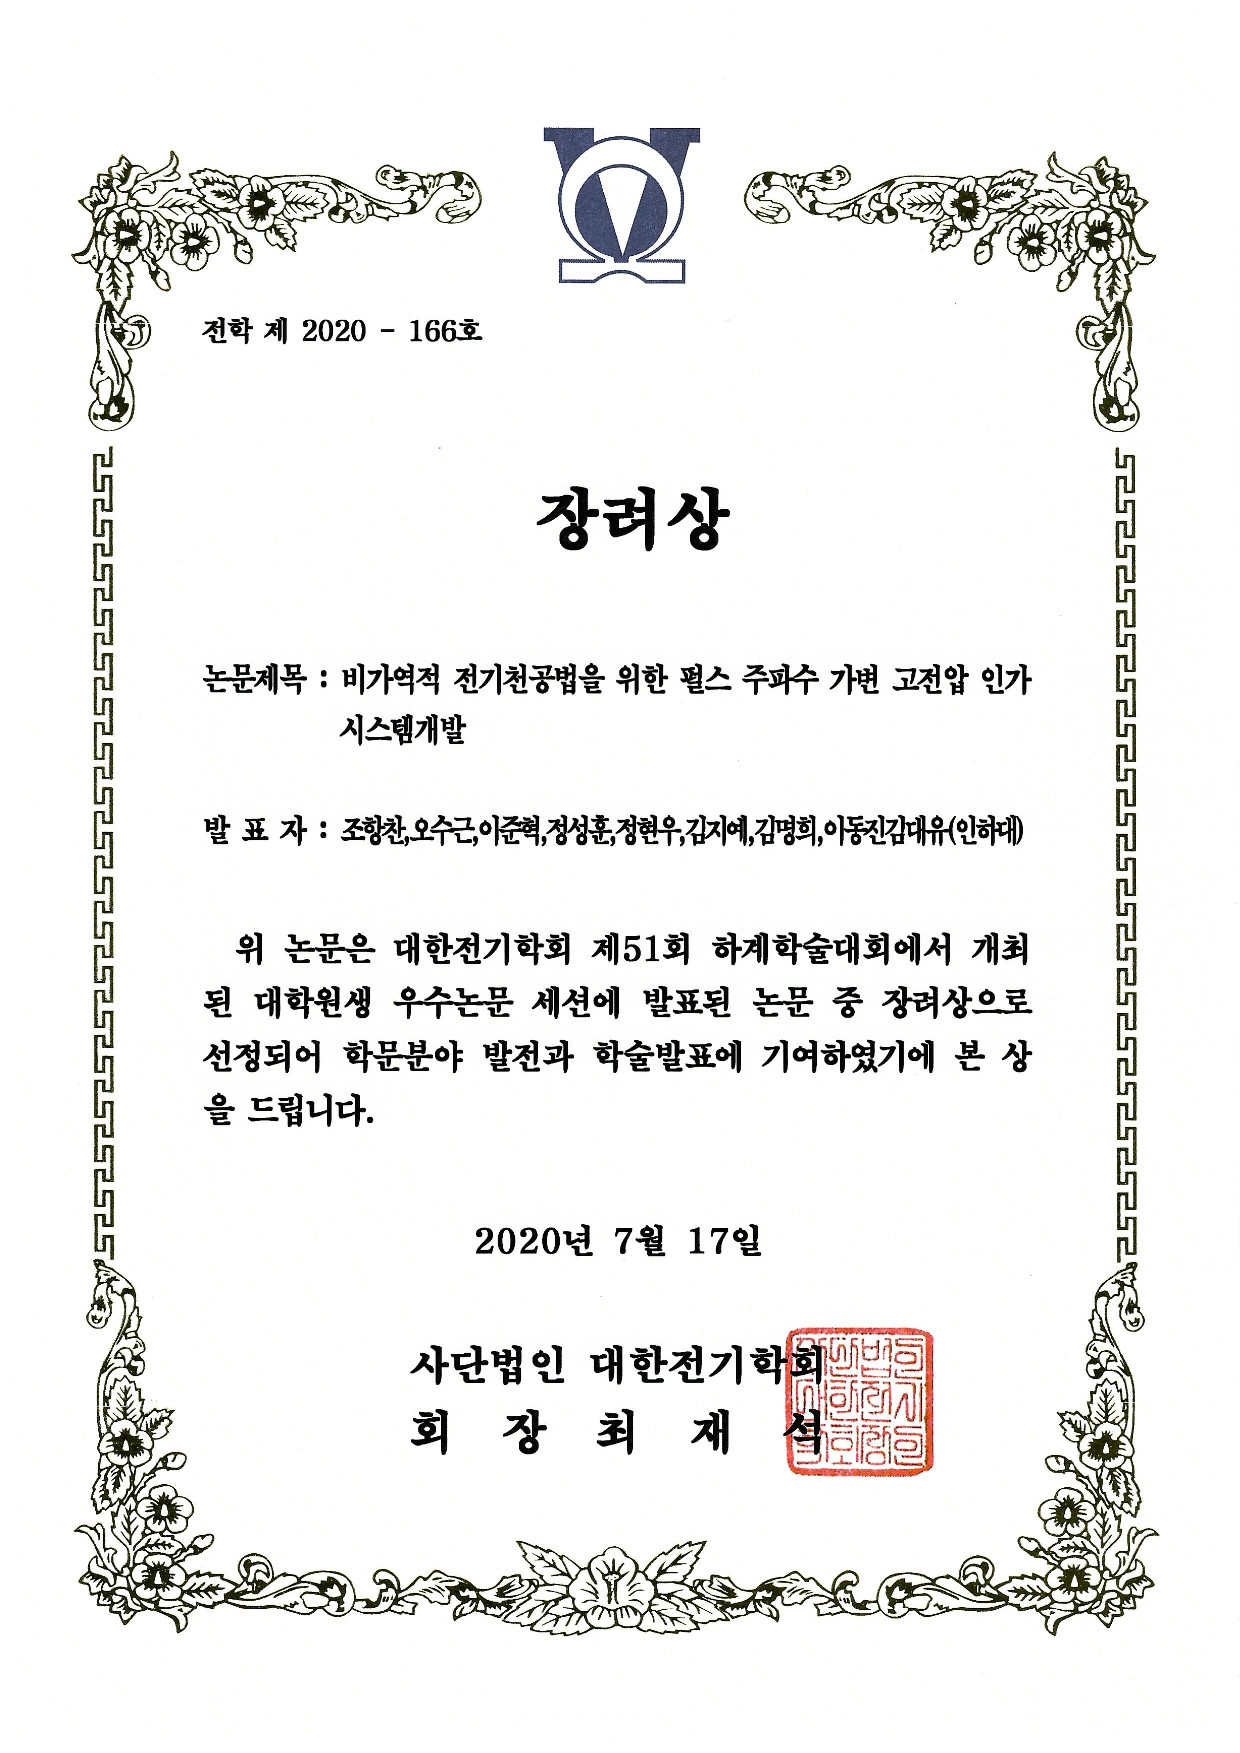 전학 제 2020 - 166호
장려상
논문제목 : 비가역적 전기천공법을 위한 펄스 주파수 가변 고전압 인가
시스템개발
발 표 자 : 조항찬,오수근,이준혁,정성훈,정현우,김지예,김명희,이동진김대유(인하대)
위 논문은 대한전기학회 제51회 하계학술대회에서 개최
된 대학원생 우수논문 세션에 발표된 논문 중 장려상으로
선정되어 학문분야 발전과 학술발표에 기여하였기에 본 상
을 드립니다.
2020년 7월 17일
사단법인 대한전기학회
회 장 최 재 석